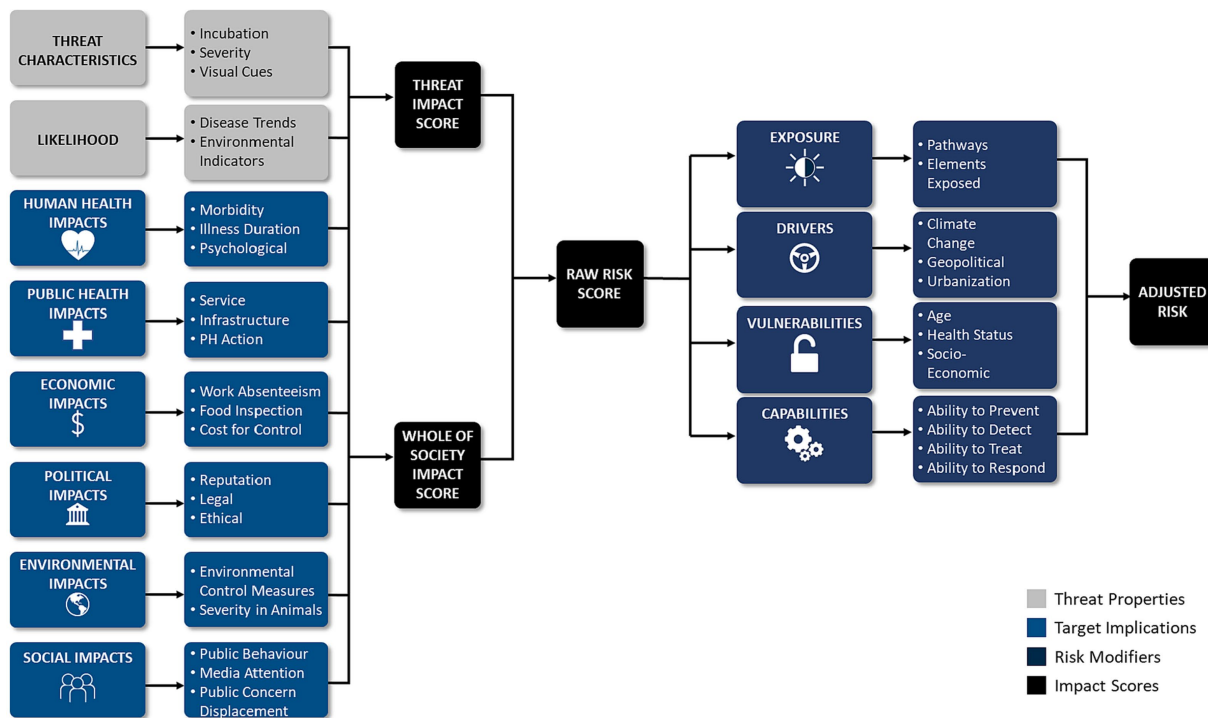 THREAT
CHARACTERISTICS
• Incubation
• Severity
• Visual Cues
LIKELIHOOD
• Disease Trends
• Environmental
Indicators
HUMAN HEALTH
IMPACTS
• Morbidity
• Illness Duration
• Psychological
PUBLIC HEALTH
IMPACTS
• Service
• Infrastructure
• PH Action
ECONOMIC
IMPACTS
$
• Work Absenteeism
• Food Inspection
• Cost for Control
POLITICAL
IMPACTS
• Reputation
• Legal
• Ethical
ENVIRONMENTAL
IMPACTS
• Environmental
Control Measures
• Severity in Animals
SOCIAL IMPACTS
• Public Behaviour
• Media Attention
• Public Concern
Displacement
THREAT
IMPACT
SCORE
WHOLE OF
SOCIETY
IMPACT
SCORE
RAW RISK
SCORE
EXPOSURE
• Pathways
• Elements
Exposed
DRIVERS
• Climate
Change
• Geopolitical
• Urbanization
VULNERABILITIES
• Age
• Health Status
• Socio-
Economic
CAPABILITIES
• Ability to Prevent
• Ability to Detect
• Ability to Treat
• Ability to Respond
ADJUSTED
RISK
Threat Properties
Target Implications
Risk Modifiers
Impact Scores